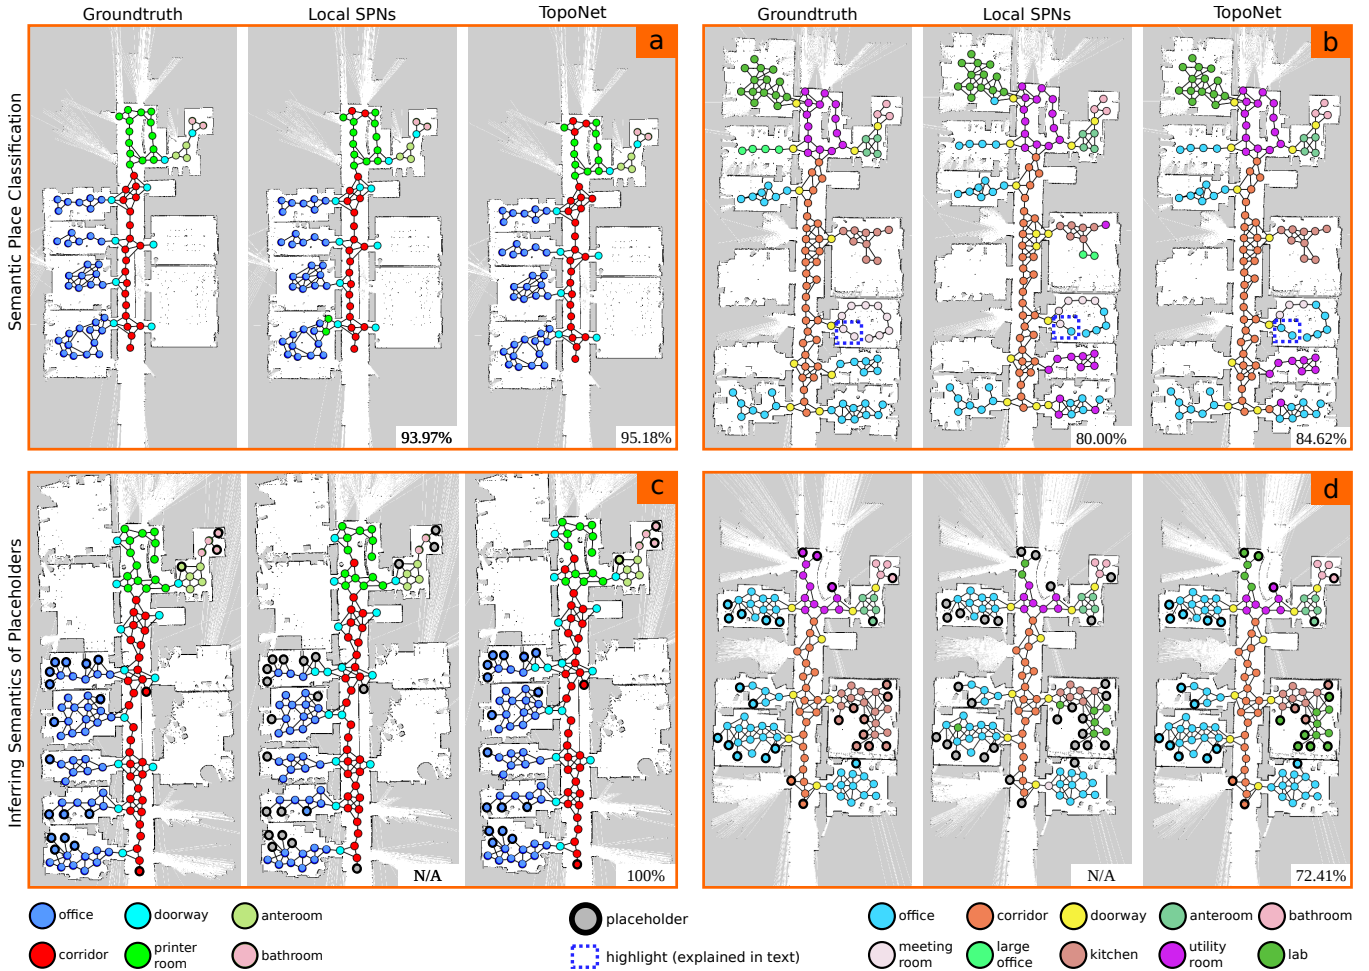 Groundtruth
Local SPNs
TopoNet
Groundtruth
Local SPNs
TopoNet
Semantic Place Classification
a
b
93.97%
95.18%
80.00%
84.62%
Inferring Semantics of Placeholders
c
d
N/A
100%
N/A
72.41%
office
doorway
anteroom
corridor
printer
room
bathroom
placeholder
highlight (explained in text)
office
corridor
doorway
anteroom
bathroom
meeting
room
large
office
kitchen
utility
room
lab